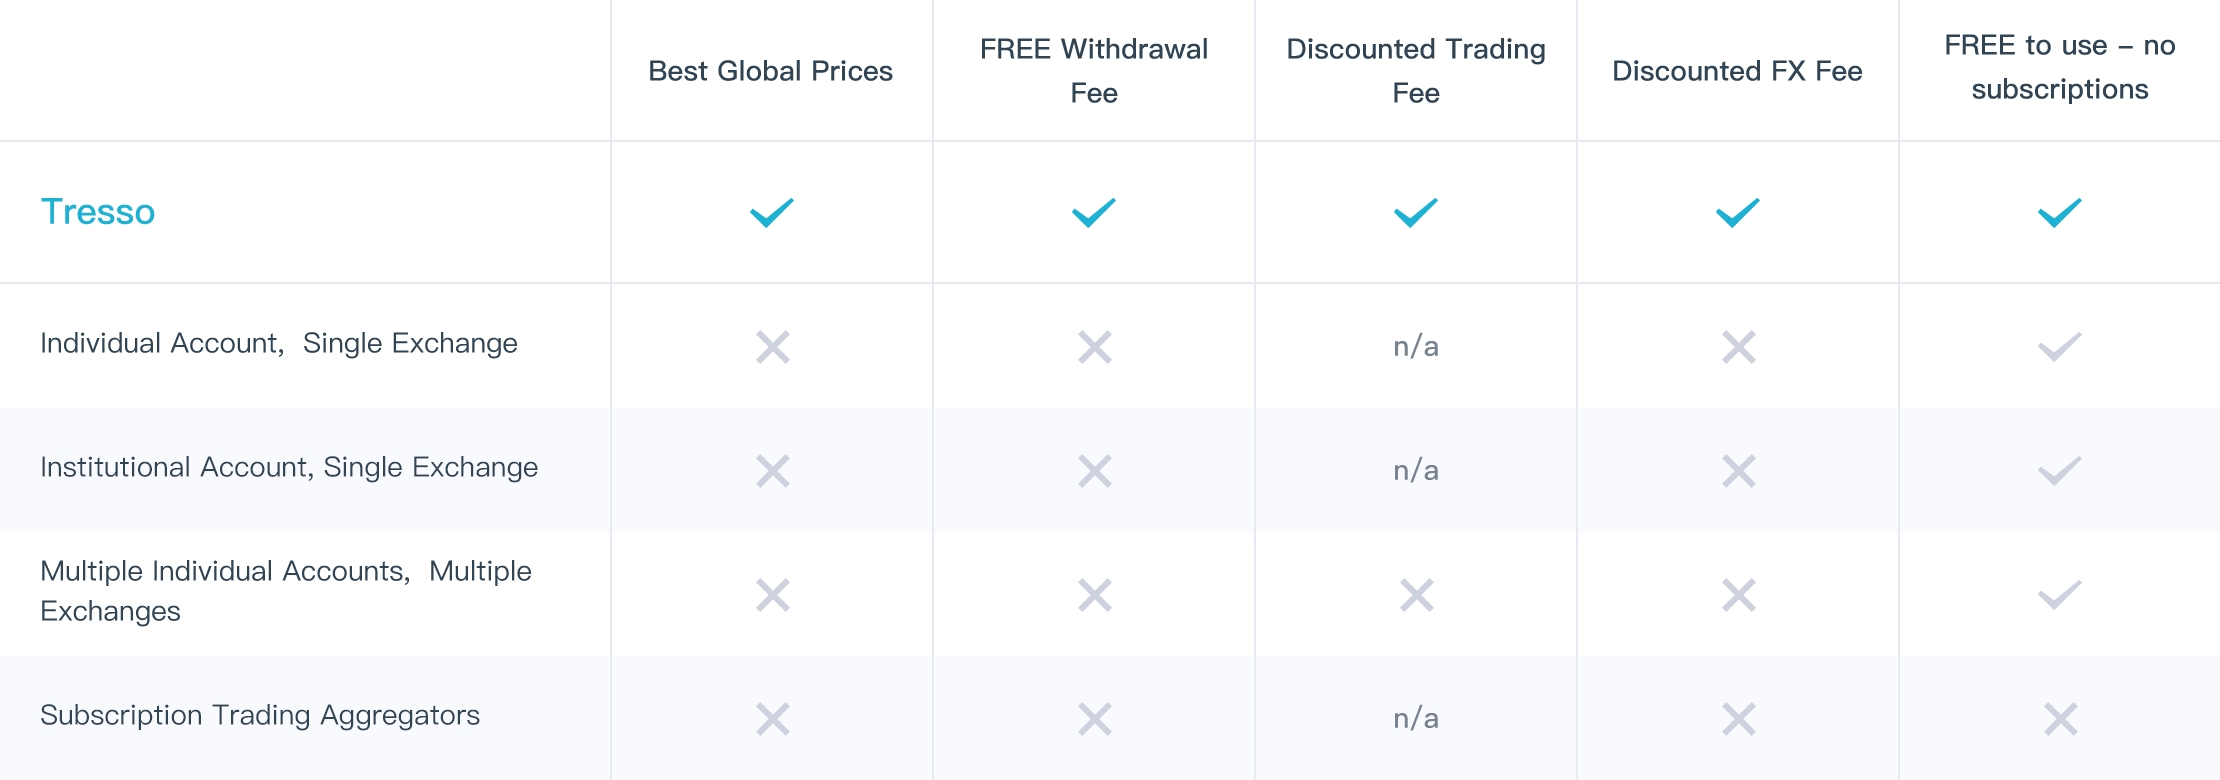 Best Global Prices
FREE Withdrawal
Fee
Discounted Trading
Fee
Discounted FX Fee
FREE to use – no
subscriptions
Tresso
Individual Account,  Single Exchange
n/a
Institutional Account, Single Exchange
n/a
Multiple Individual Accounts,  Multiple
Exchanges
Subscription Trading Aggregators
n/a